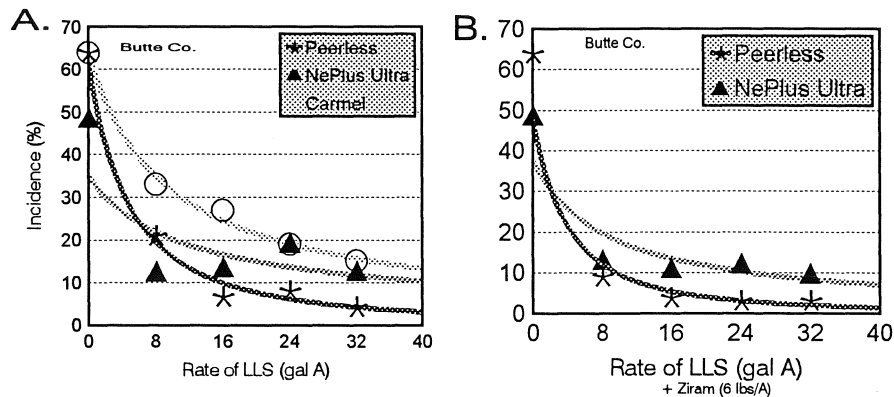 A.
Butte Co.
Peerless
NePlus Ultra
Carmel
Incidence (%)
70
60
50
40
30
20
10
0
0 8 16 24 32 40
Rate of LLS (gal A)
B.
Butte Co.
Peerless
NePlus Ultra
70
60
50
40
30
20
10
0
0 8 16 24 32 40
Rate of LLS (gal A)
+ Ziram (6 lbs/A)